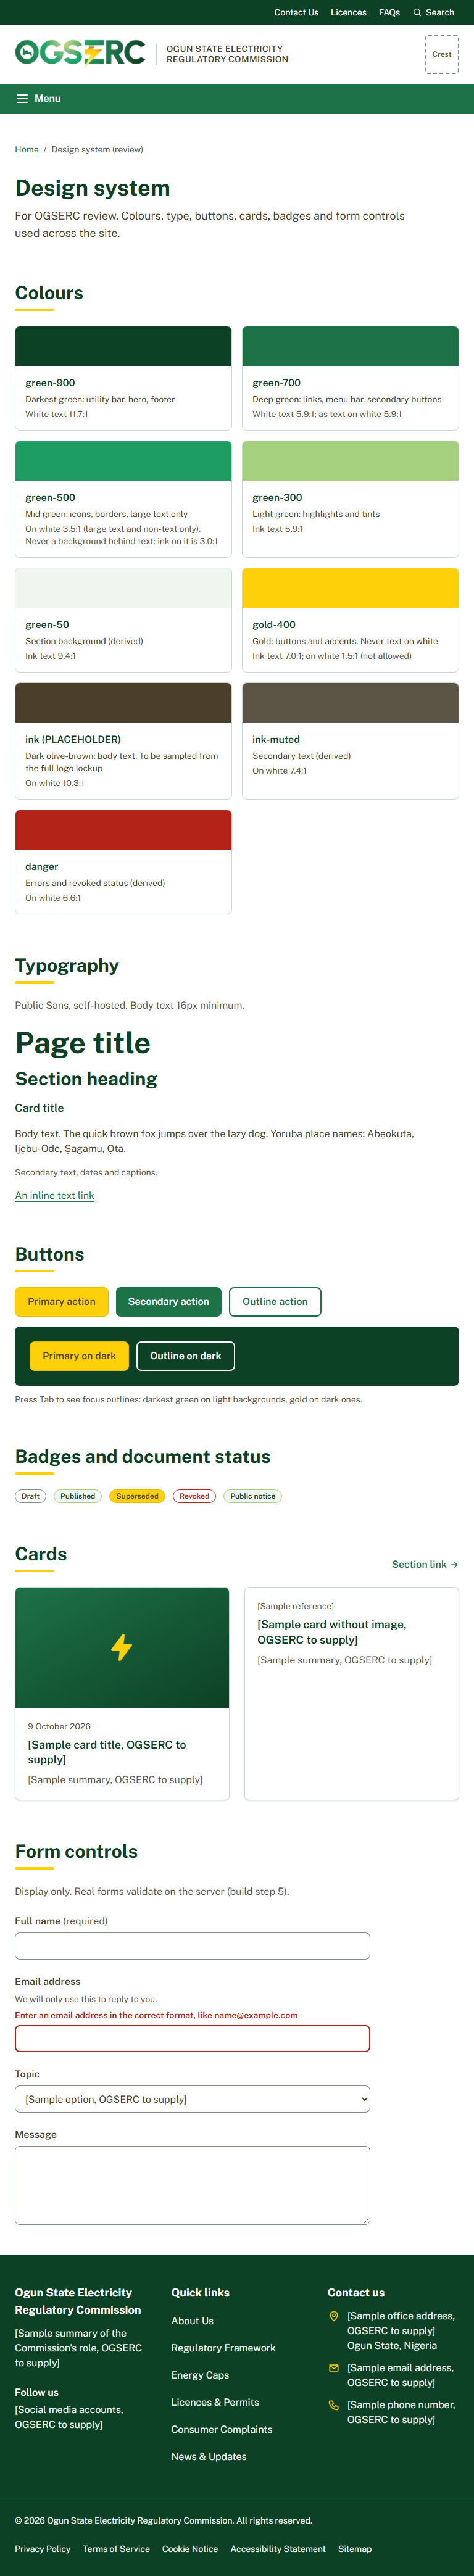 Contact Us Licences FAQs Search
OGSERC
OGUN STATE ELECTRICITY
REGULATORY COMMISSION
Crest
Menu
Home / Design system (review)
Design system
For OGSERC review. Colours, type, buttons, cards, badges and form controls
used across the site.
Colours
green-900
Darkest green: utility bar, hero, footer
White text 11.7:1
green-700
Deep green: links, menu bar, secondary buttons
White text 5.9:1; as text on white 5.9:1
green-500
Mid green: icons, borders, large text only
On white 3.5:1 (large text and non-text only).
Never a background behind text: ink on it is 3.0:1
green-300
Light green: highlights and tints
Ink text 5.9:1
green-50
Section background (derived)
Ink text 9.4:1
gold-400
Gold: buttons and accents. Never text on white
Ink text 7.0:1; on white 1.5:1 (not allowed)
ink (PLACEHOLDER)
Dark olive-brown: body text. To be sampled from
the full logo lockup
On white 10.3:1
ink-muted
Secondary text (derived)
On white 7.4:1
danger
Errors and revoked status (derived)
On white 6.6:1
Typography
Public Sans, self-hosted. Body text 16px minimum.
Page title
Section heading
Card title
Body text. The quick brown fox jumps over the lazy dog. Yoruba place names: Abẹokuta,
Ijẹbu-Ode, Ṣagamu, Ọta.
Secondary text, dates and captions.
An inline text link
Buttons
Primary action Secondary action Outline action
Primary on dark Outline on dark
Press Tab to see focus outlines: darkest green on light backgrounds, gold on dark ones.
Badges and document status
Draft Published Superseded Revoked Public notice
Cards
Section link →
9 October 2026
[Sample card title, OGSERC to
supply]
[Sample summary, OGSERC to supply]
[Sample reference]
[Sample card without image,
OGSERC to supply]
[Sample summary, OGSERC to supply]
Form controls
Display only. Real forms validate on the server (build step 5).
Full name (required)
Email address
We will only use this to reply to you.
Enter an email address in the correct format, like name@example.com
Topic
[Sample option, OGSERC to supply]
Message
Ogun State Electricity
Regulatory Commission
[Sample summary of the
Commission's role, OGSERC
to supply]
Follow us
[Social media accounts,
OGSERC to supply]
Quick links
About Us
Regulatory Framework
Energy Caps
Licences & Permits
Consumer Complaints
News & Updates
Contact us
[Sample office address,
OGSERC to supply]
Ogun State, Nigeria
[Sample email address,
OGSERC to supply]
[Sample phone number,
OGSERC to supply]
© 2026 Ogun State Electricity Regulatory Commission. All rights reserved.
Privacy Policy Terms of Service Cookie Notice Accessibility Statement Sitemap